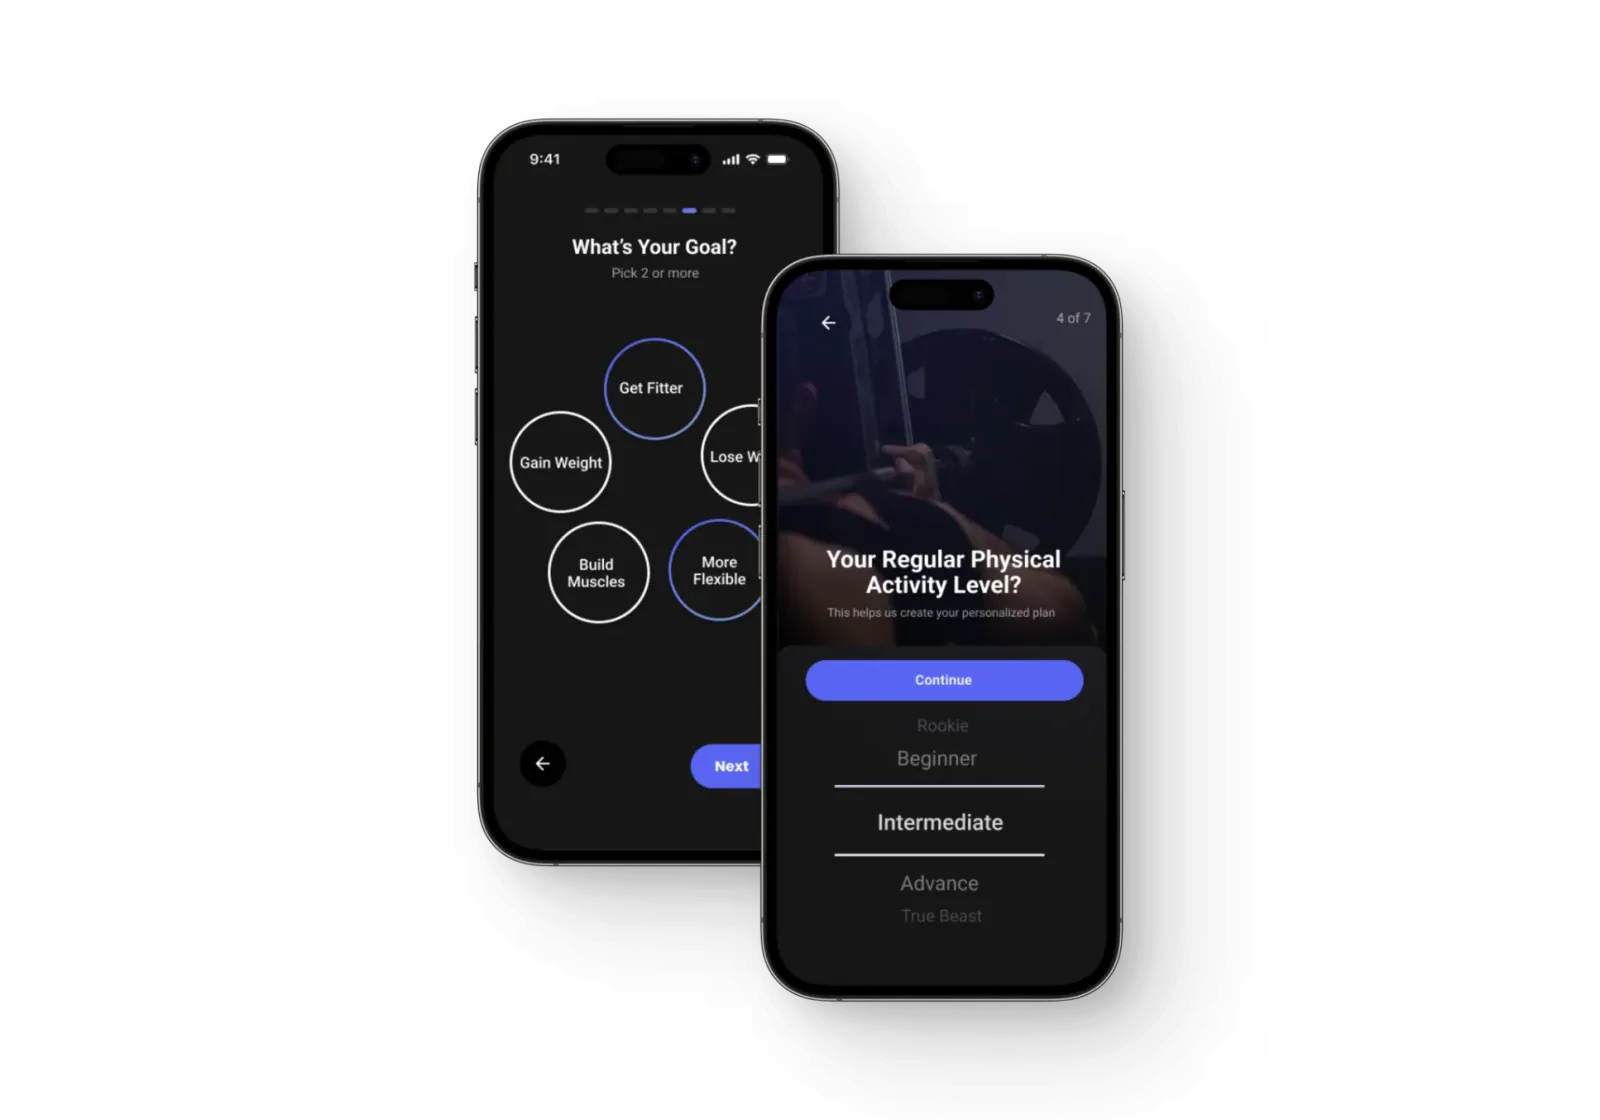 9:41
What's Your Goal?
Pick 2 or more
Get Fitter
Gain Weight
Lose W
Build
Muscles
More
Flexible
Next
4 of 7
Your Regular Physical
Activity Level?
This helps us create your personalized plan
Continue
Rookie
Beginner
Intermediate
Advance
True Beast